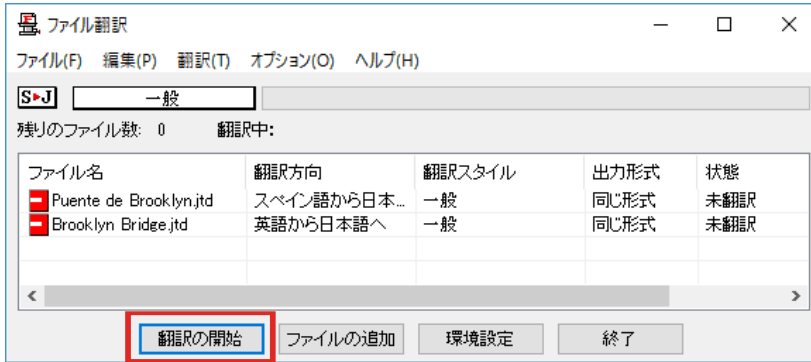 ファイル翻訳
ファイル(F) 編集(P) 翻訳(T) オプション(O) ヘルプ(H)
S▸J 一般
残りのファイル数: 0 翻訳中:
ファイル名 翻訳方向 翻訳スタイル 出力形式 状態
Puente de Brooklyn.jtd スペイン語から日本... 一般 同じ形式 未翻訳
Brooklyn Bridge.jtd 英語から日本語へ 一般 同じ形式 未翻訳
翻訳の開始 ファイルの追加 環境設定 終了